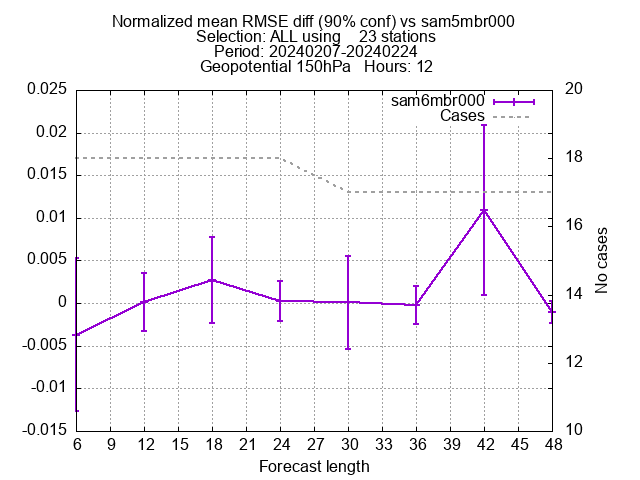 Normalized mean RMSE diff (90% conf) vs sam5mbr000
Selection: ALL using    23 stations
Period: 20240207-20240224
Geopotential 150hPa   Hours: 12
sam6mbr000
Cases
0.025
0.02
0.015
0.01
0.005
0
-0.005
-0.01
-0.015
20
18
16
14
12
10
No cases
6 9 12 15 18 21 24 27 30 33 36 39 42 45 48
Forecast length